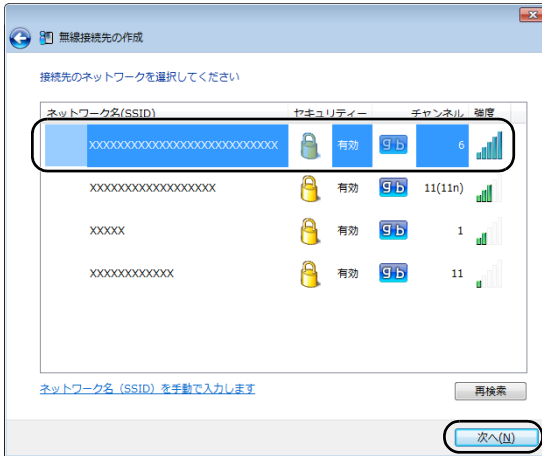 無線接続先の作成
接続先のネットワークを選択してください
ネットワーク名(SSID) セキュリティー チャンネル 強度
XXXXXXXXXXXXXXXXXXXXXXXXXXX 有効 g b 6
XXXXXXXXXXXXXXXXXX 有効 g b 11(11n)
XXXXX 有効 g b 1
XXXXXXXXXXXX 有効 g b 11
ネットワーク名（SSID）を手動で入力します 再検索
次へ(N)